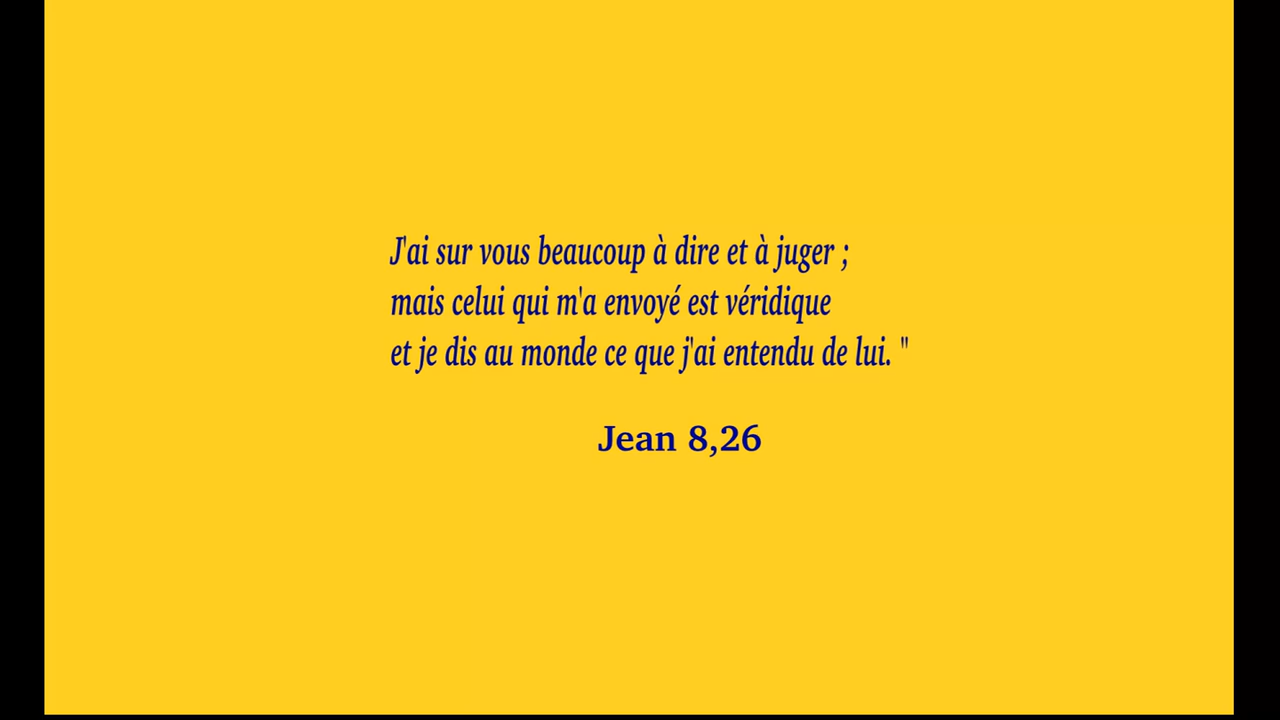 J'ai sur vous beaucoup à dire et à juger ;
mais celui qui m'a envoyé est véridique
et je dis au monde ce que j'ai entendu de lui. "
Jean 8,26